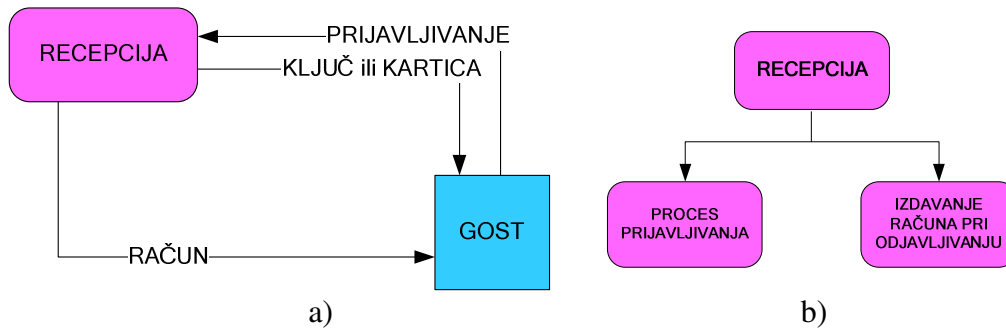 RECEPCIJA
PRIJAVLJIVANJE
KLJUČ ili KARTICA
GOST
RAČUN
a)
RECEPCIJA
PROCES
PRIJAVLJIVANJA
IZDAVANJE
RAČUNA PRI
ODJAVLJIVANJU
b)